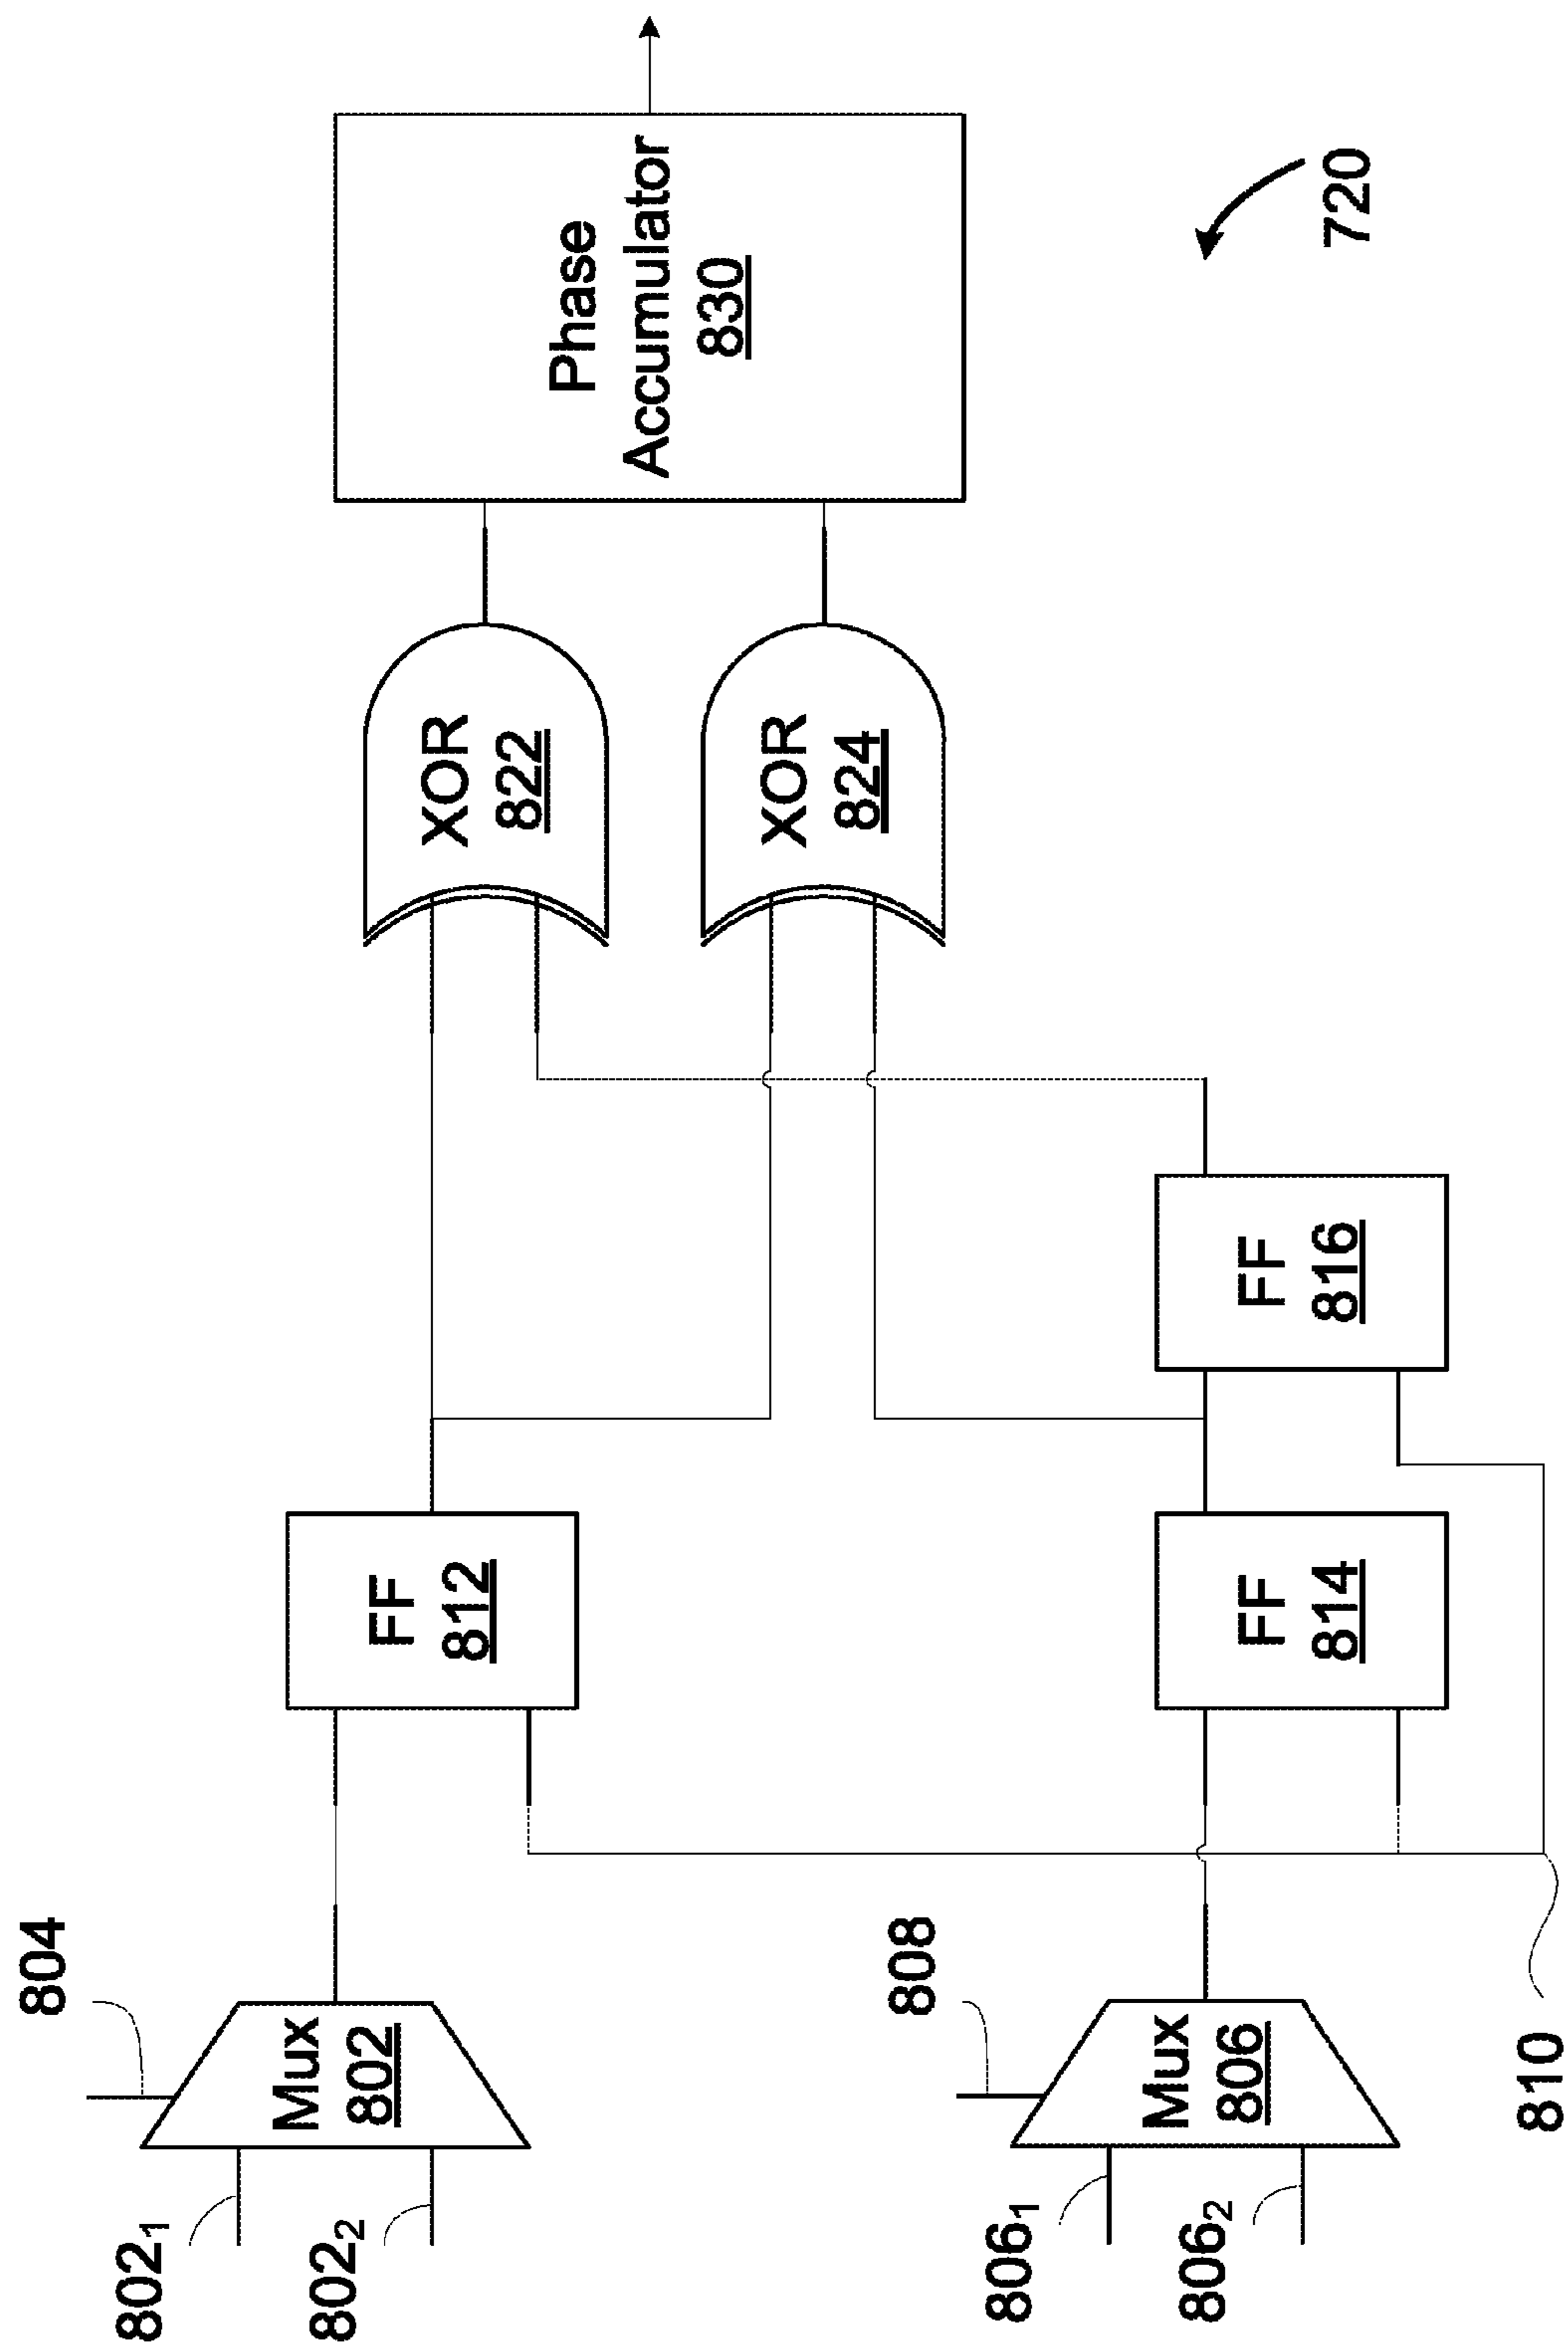 802₁
802₂
804
Mux
802
806₁
806₂
808
Mux
806
810
FF
812
FF
814
FF
816
XOR
822
XOR
824
Phase
Accumulator
830
720